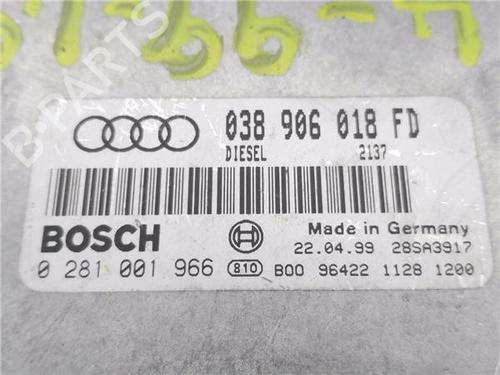 B-PARTS
038 906 018 FD
DIESEL 2137
BOSCH
Made in Germany
22.04.99 28SA3917
0 281 001 966 810 B00 96422 1128 1200